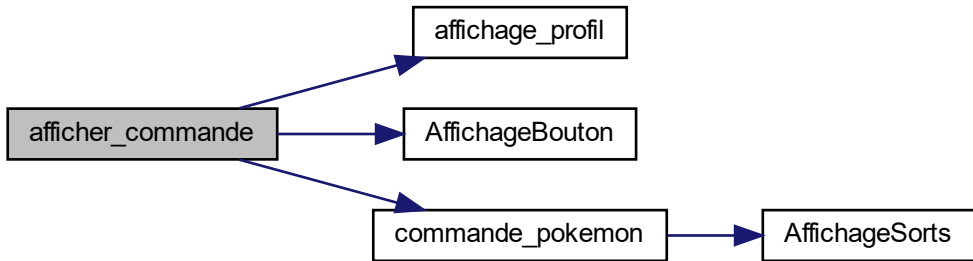 affichage_profil
afficher_commande
AffichageBouton
commande_pokemon
AffichageSorts